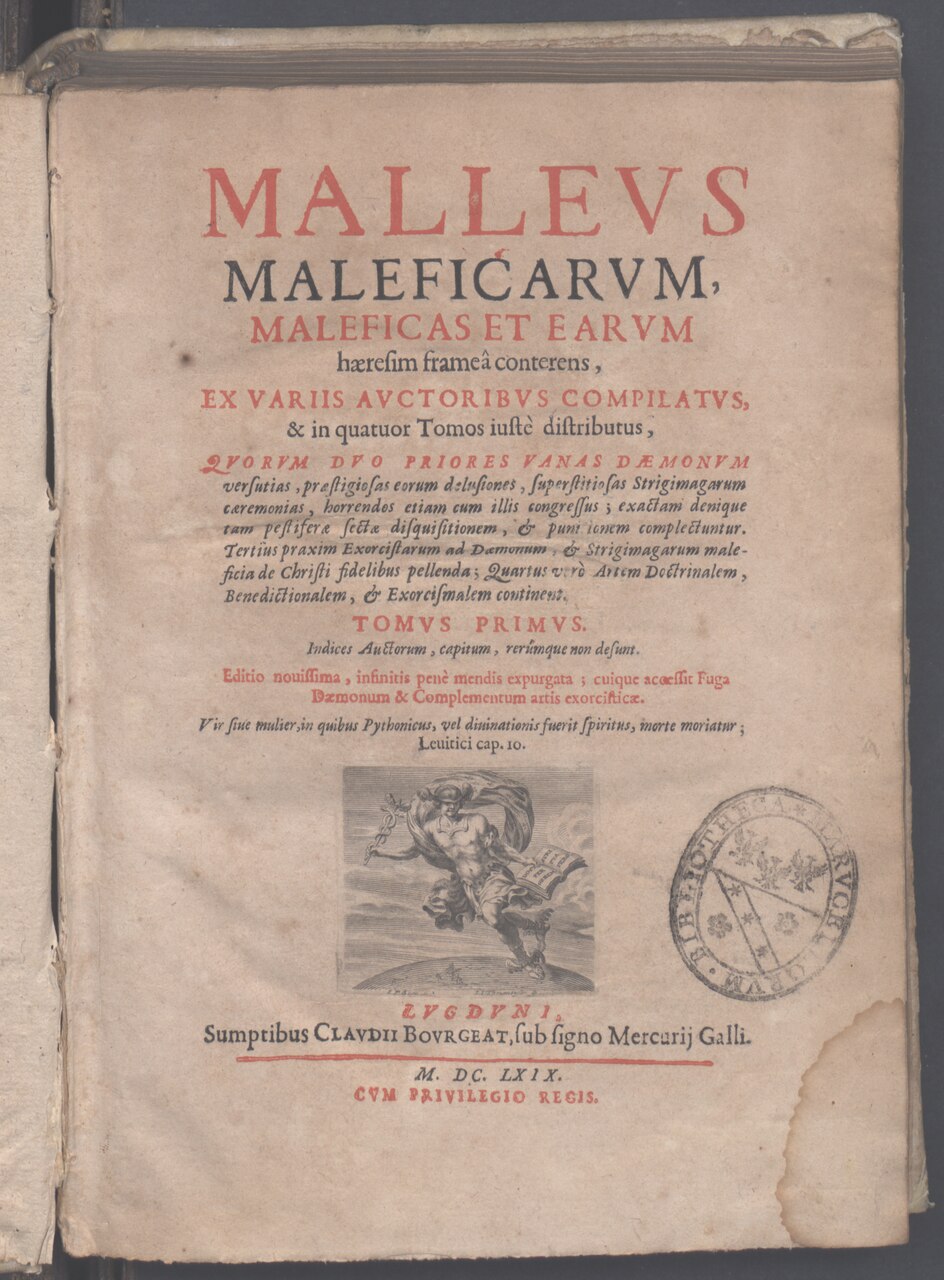 MALLEVS
MALEFICARVM,
MALEFICAS ET EARVM
hæresim frameâ conterens,
EX VARIIS AVCTORIBVS COMPILATVS,
& in quatuor Tomos iustè distributus,
QVORVM DVO PRIORES VANAS DÆMONVM
versutias, præstigiosas eorum delusiones, superstitiosas Strigimagarum
cæremonias, horrendos etiam cum illis congressus; exactam denique
tam pestiferæ sectæ disquisitionem, & punitionem complectuntur.
Tertius praxim Exorcistarum ad Dæmonum, & Strigimagarum male-
ficia de Christi fidelibus pellenda; Quartus verò Artem Doctrinalem,
Benedictionalem, & Exorcismalem continent.
TOMVS PRIMVS.
Indices Auctorum, capitum, rerúmque non desunt.
Editio nouissima, infinitis penè mendis expurgata; cuique accessit Fuga
Dæmonum & Complementum artis exorcisticæ.
Vir siue mulier, in quibus Pythonicus, vel diuinationis fuerit spiritus, morte moriatur;
Leuitici cap. 10.
LVGDVNI,
Sumptibus CLAVDII BOVRGEAT, sub signo Mercurij Galli.
M. DC. LXIX.
CVM PRIVILEGIO REGIS.
BIBLIOTHECA